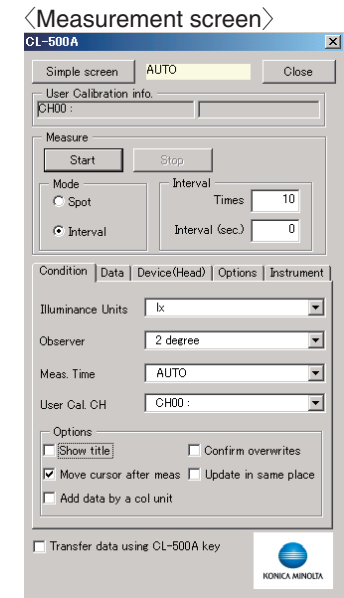 〈Measurement screen〉
CL-500A
Simple screen AUTO Close
User Calibration info.
CH00 :
Measure
Start Stop
Mode Interval
Spot Times 10
Interval Interval (sec.) 0
Condition Data Device(Head) Options Instrument
Illuminance Units lx
Observer 2 degree
Meas. Time AUTO
User Cal. CH CH00 :
Options
Show title Confirm overwrites
Move cursor after meas Update in same place
Add data by a col unit
Transfer data using CL-500A key
KONICA MINOLTA